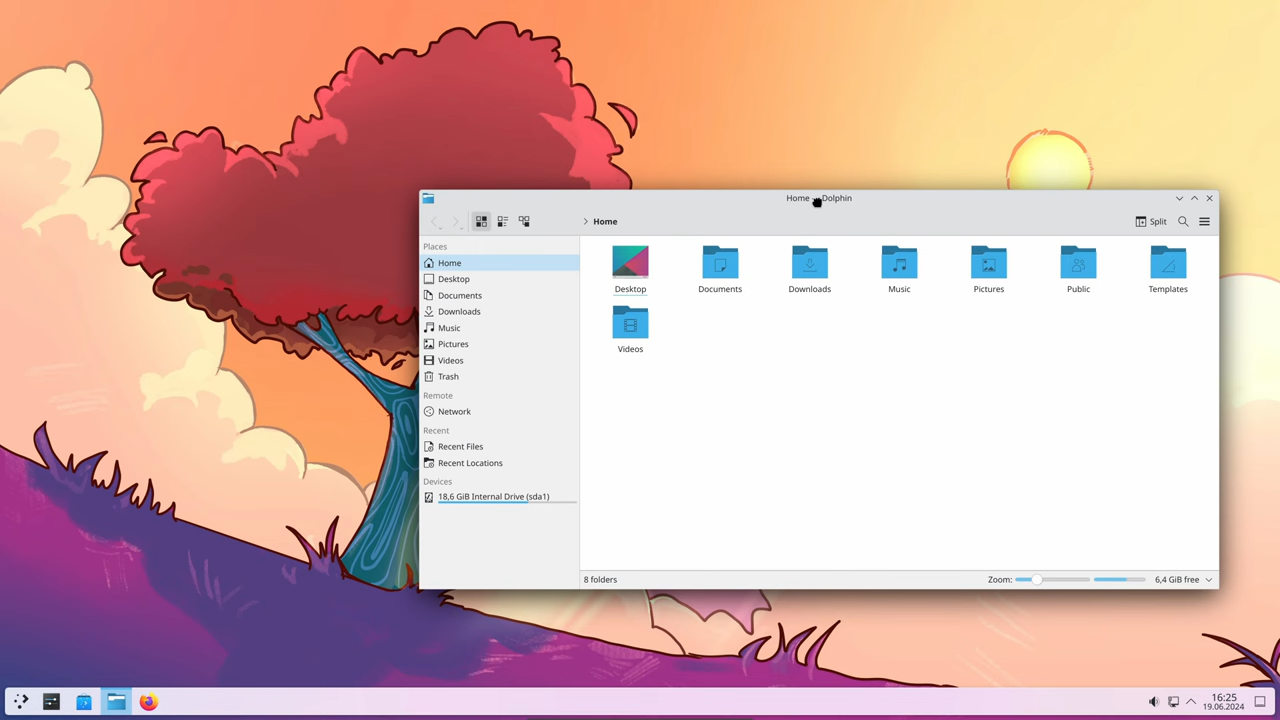 Home — Dolphin
Home
Split
Places
Home
Desktop
Documents
Downloads
Music
Pictures
Videos
Trash
Remote
Network
Recent
Recent Files
Recent Locations
Devices
18,6 GiB Internal Drive (sda1)
Desktop Documents Downloads Music Pictures Public Templates
Videos
8 folders
Zoom:
6,4 GiB free
16:25
19.06.2024